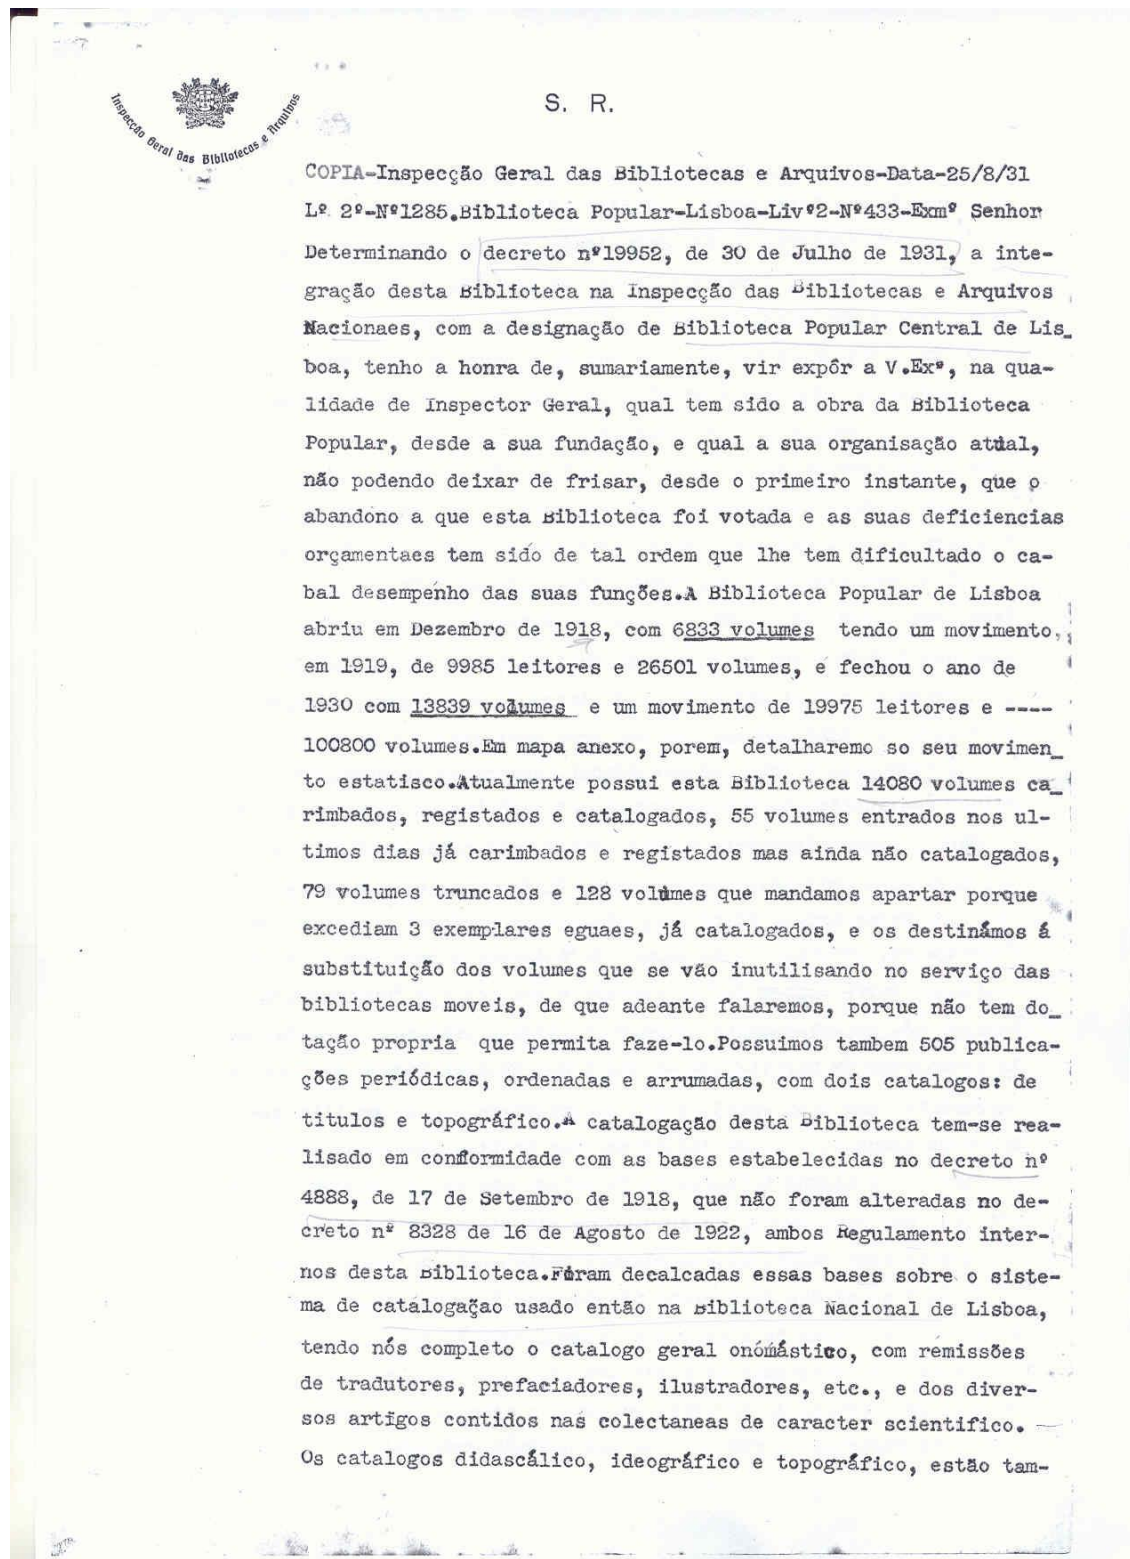 Inspecção Geral das Bibliotecas e Arquivos
S. R.
COPIA-Inspecção Geral das Bibliotecas e Arquivos-Data-25/8/31
Lº 2º-Nº1285.Biblioteca Popular-Lisboa-Livº2-Nº433-Exmº Senhor
Determinando o decreto nº19952, de 30 de Julho de 1931, a inte-
gração desta Biblioteca na Inspecção das Bibliotecas e Arquivos
Nacionaes, com a designação de Biblioteca Popular Central de Lis_
boa, tenho a honra de, sumariamente, vir expôr a V.Exª, na qua-
lidade de Inspector Geral, qual tem sido a obra da Biblioteca
Popular, desde a sua fundação, e qual a sua organisação atual,
não podendo deixar de frisar, desde o primeiro instante, que o
abandono a que esta Biblioteca foi votada e as suas deficiencias
orçamentaes tem sido de tal ordem que lhe tem dificultado o ca-
bal desempenho das suas funções.A Biblioteca Popular de Lisboa
abriu em Dezembro de 1918, com 6833 volumes tendo um movimento,
em 1919, de 9985 leitores e 26501 volumes, e fechou o ano de
1930 com 13839 volumes e um movimento de 19975 leitores e ----
100800 volumes.Em mapa anexo, porem, detalharemo so seu movimen_
to estatisco.Atualmente possui esta Biblioteca 14080 volumes ca_
rimbados, registados e catalogados, 55 volumes entrados nos ul-
timos dias já carimbados e registados mas ainda não catalogados,
79 volumes truncados e 128 volumes que mandamos apartar porque
excediam 3 exemplares eguaes, já catalogados, e os destinámos á
substituição dos volumes que se vão inutilisando no serviço das
bibliotecas moveis, de que adeante falaremos, porque não tem do_
tação propria que permita faze-lo.Possuimos tambem 505 publica-
ções periódicas, ordenadas e arrumadas, com dois catalogos: de
titulos e topográfico.A catalogação desta Biblioteca tem-se rea-
lisado em conformidade com as bases estabelecidas no decreto nº
4888, de 17 de Setembro de 1918, que não foram alteradas no de-
creto nº 8328 de 16 de Agosto de 1922, ambos Regulamento inter-
nos desta Biblioteca.Foram decalcadas essas bases sobre o siste-
ma de catalogaçao usado então na Biblioteca Nacional de Lisboa,
tendo nós completo o catalogo geral onomástico, com remissões
de tradutores, prefaciadores, ilustradores, etc., e dos diver-
sos artigos contidos nas colectaneas de caracter scientifico. —
Os catalogos didascálico, ideográfico e topográfico, estão tam-